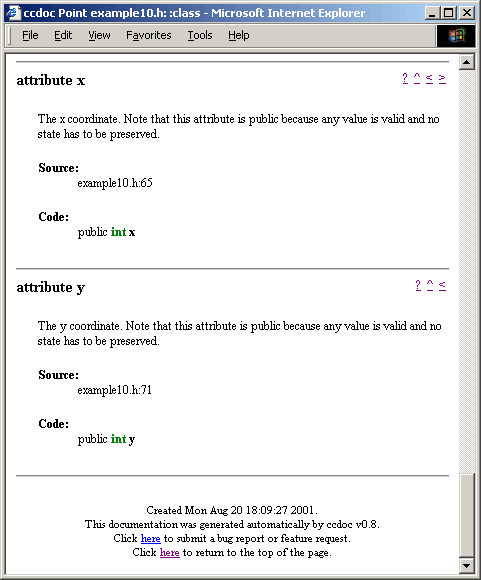 ccdoc Point example10.h: :class - Microsoft Internet Explorer
File Edit View Favorites Tools Help
attribute x ? ^ < >
The x coordinate. Note that this attribute is public because any value is valid and no
state has to be preserved.
Source:
example10.h:65
Code:
public int x
attribute y ? ^ <
The y coordinate. Note that this attribute is public because any value is valid and no
state has to be preserved.
Source:
example10.h:71
Code:
public int y
Created Mon Aug 20 18:09:27 2001.
This documentation was generated automatically by ccdoc v0.8.
Click here to submit a bug report or feature request.
Click here to return to the top of the page.